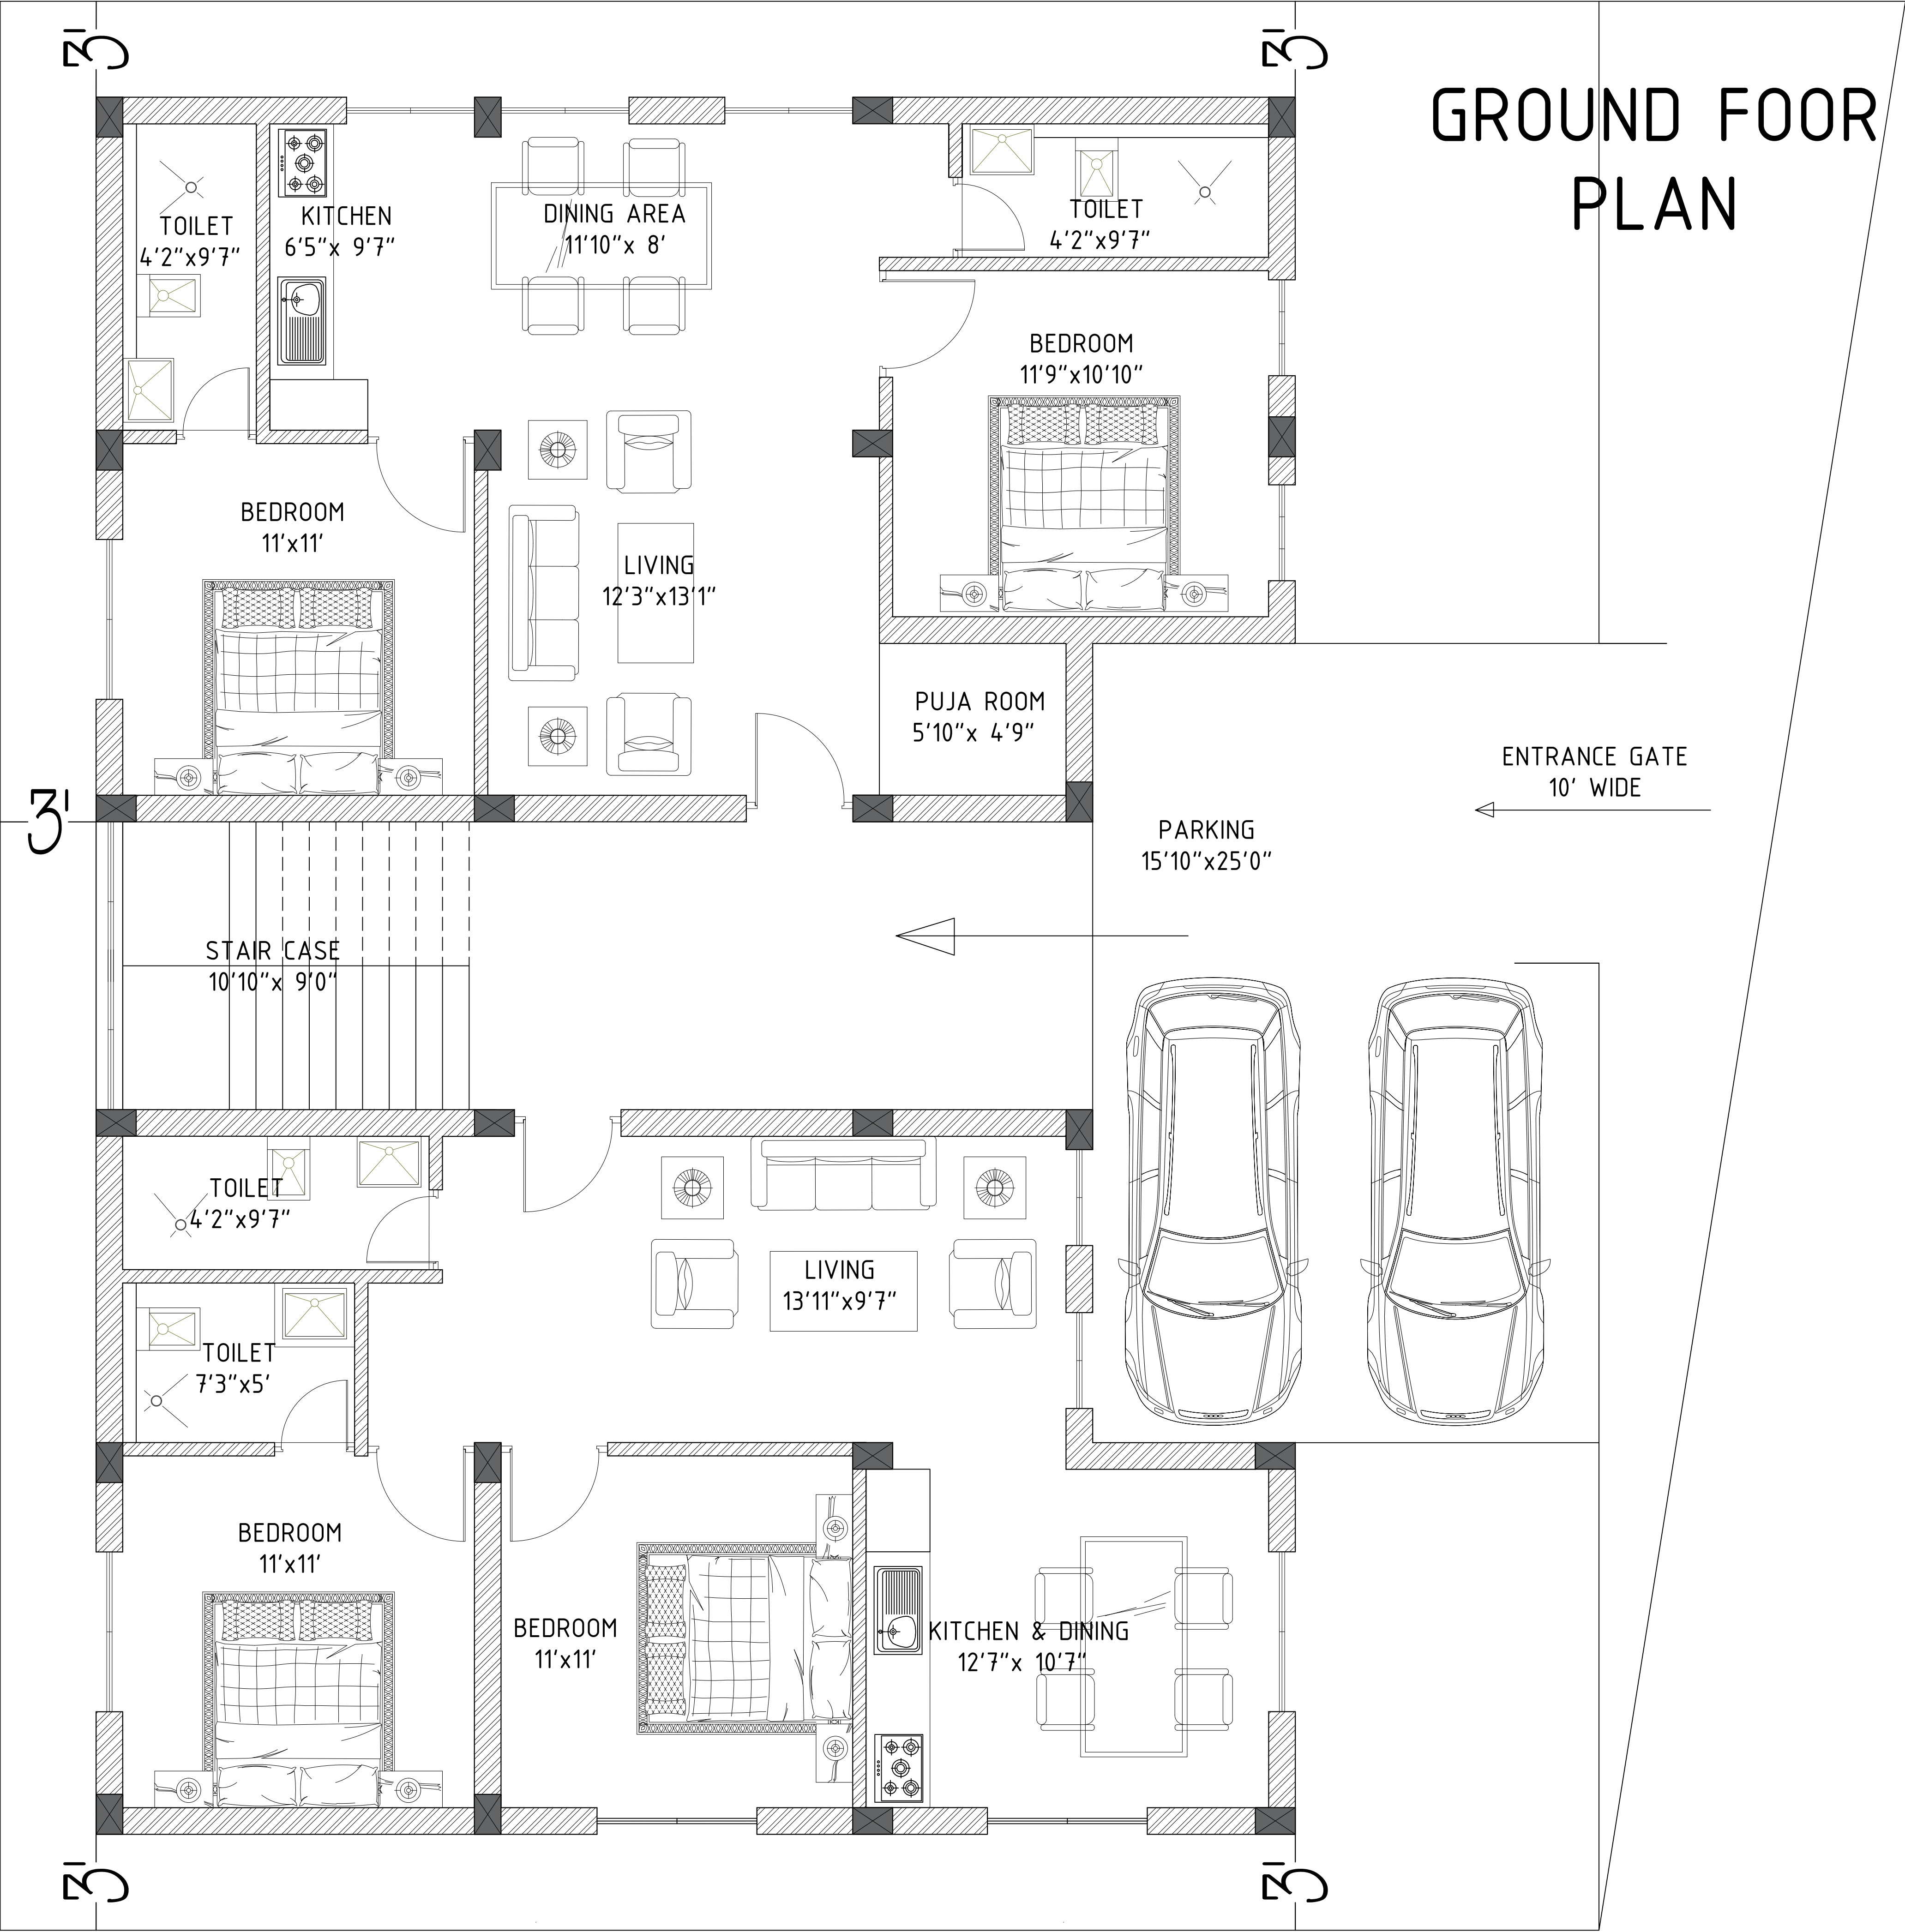 3'
3'
GROUND FOOR
PLAN
TOILET
4'2"x9'7"
KITCHEN
6'5"x 9'7"
DINING AREA
11'10"x 8'
TOILET
4'2"x9'7"
BEDROOM
11'9"x10'10"
BEDROOM
11'x11'
LIVING
12'3"x13'1"
PUJA ROOM
5'10"x 4'9"
ENTRANCE GATE
10' WIDE
3'
PARKING
15'10"x25'0"
STAIR CASE
10'10"x 9'0"
TOILET
4'2"x9'7"
LIVING
13'11"x9'7"
TOILET
7'3"x5'
BEDROOM
11'x11'
BEDROOM
11'x11'
KITCHEN & DINING
12'7"x 10'7"
3'
3'